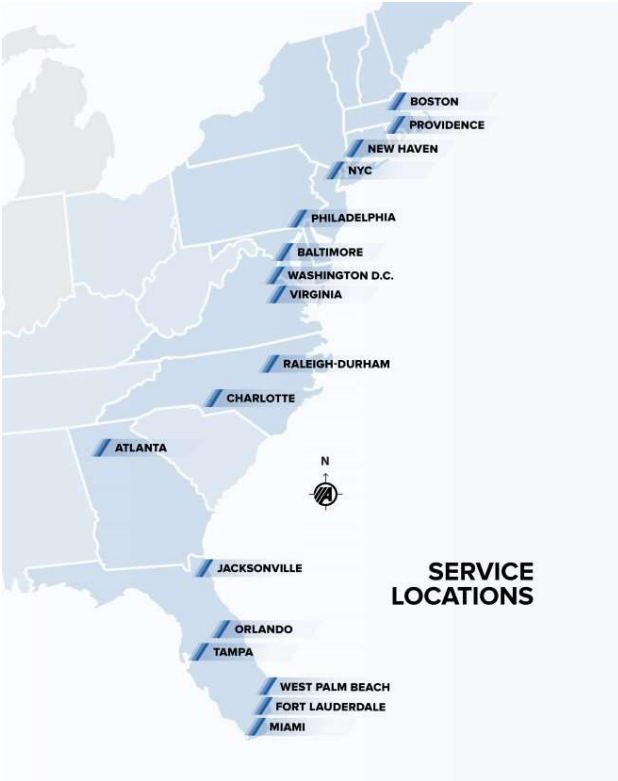 BOSTON
PROVIDENCE
NEW HAVEN
NYC
PHILADELPHIA
BALTIMORE
WASHINGTON D.C.
VIRGINIA
RALEIGH-DURHAM
CHARLOTTE
ATLANTA
N
A
JACKSONVILLE
SERVICE
LOCATIONS
ORLANDO
TAMPA
WEST PALM BEACH
FORT LAUDERDALE
MIAMI